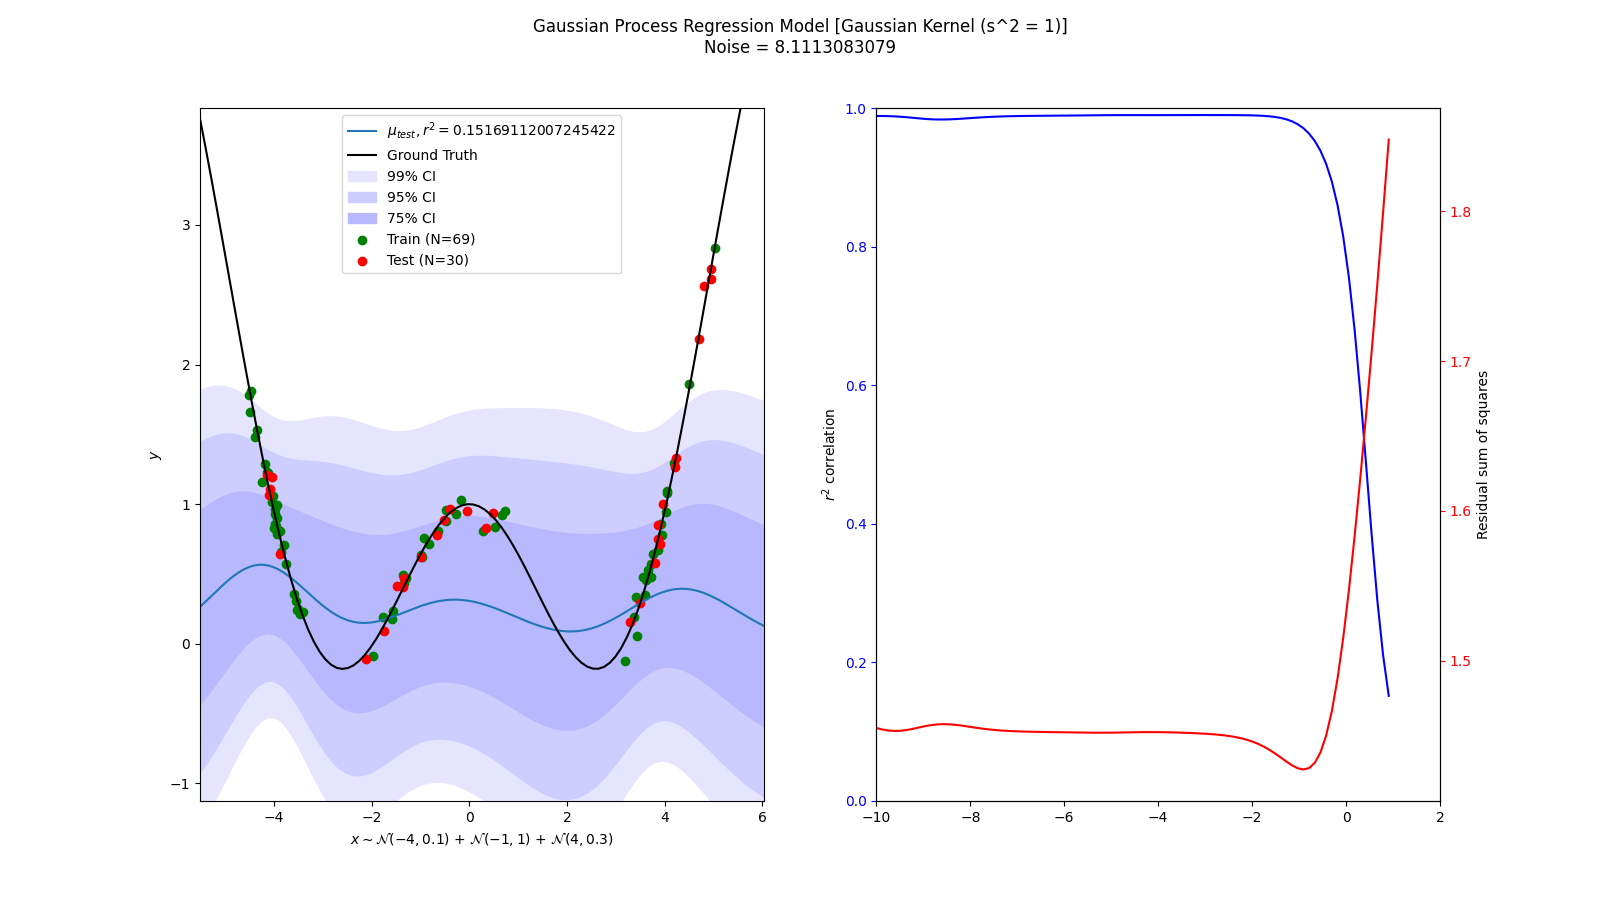 Gaussian Process Regression Model [Gaussian Kernel (s^2 = 1)]
Noise = 8.1113083079
μ_test, r² = 0.15169112007245422
Ground Truth
99% CI
95% CI
75% CI
Train (N=69)
Test (N=30)
y
3
2
1
0
−1
−4
−2
0
2
4
6
x ∼ 𝒩(−4, 0.1) + 𝒩(−1, 1) + 𝒩(4, 0.3)
r² correlation
1.0
0.8
0.6
0.4
0.2
0.0
−10
−8
−6
−4
−2
0
2
1.8
1.7
1.6
1.5
Residual sum of squares